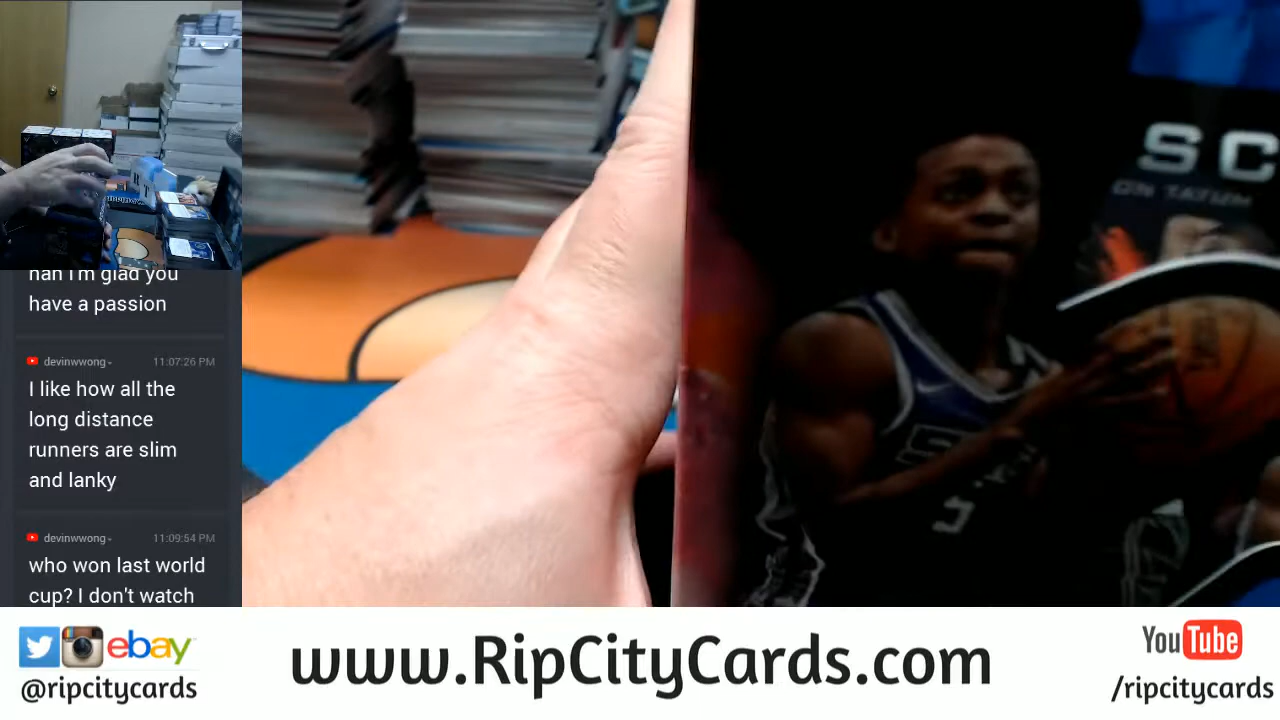 nan I'm glad you
have a passion
devinwwong
11:07:26 PM
I like how all the
long distance
runners are slim
and lanky
devinwwong
11:09:54 PM
who won last world
cup? I don't watch
SC
ON TATUM
ebay
@ripcitycards
www.RipCityCards.com
YouTube
/ripcitycards